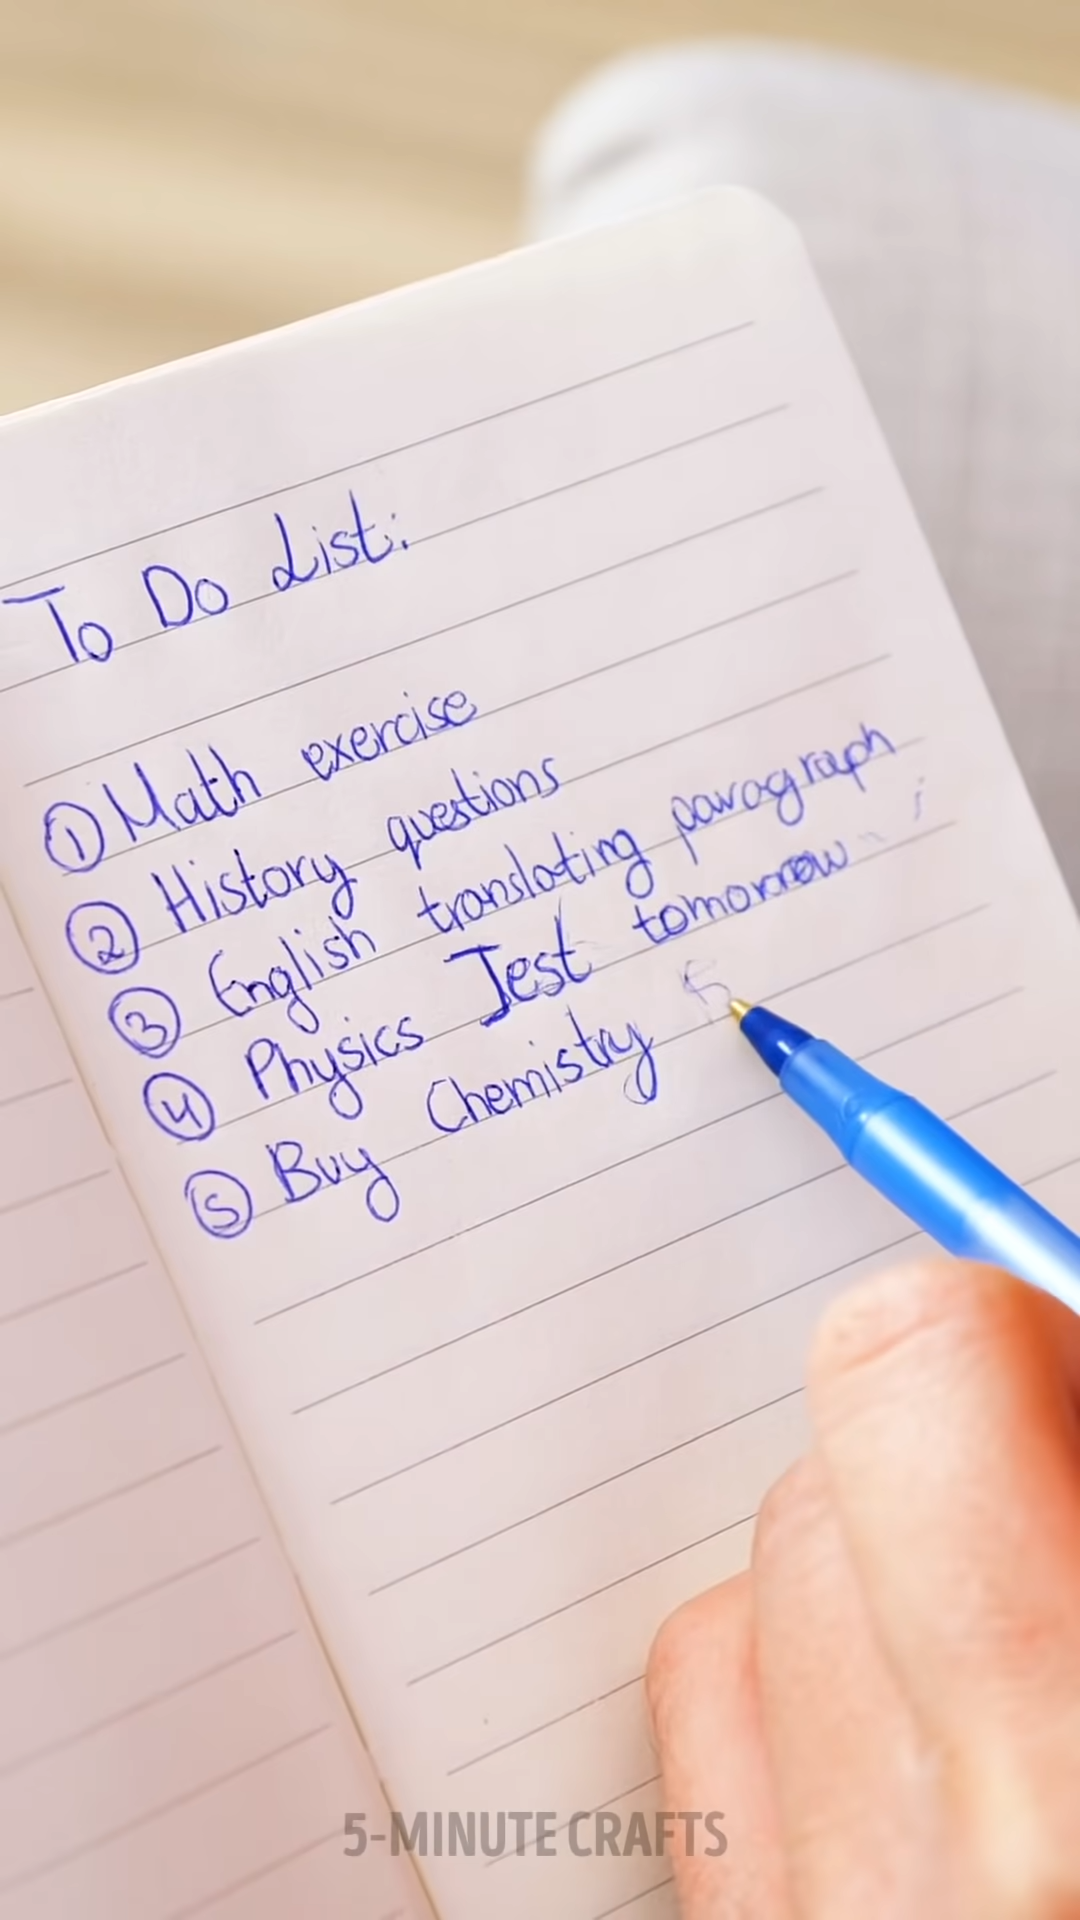 To Do List:
① Math exercise
② History questions
③ English translating paragraph
④ Physics Test tomorrow
⑤ Buy Chemistry
5-MINUTE CRAFTS